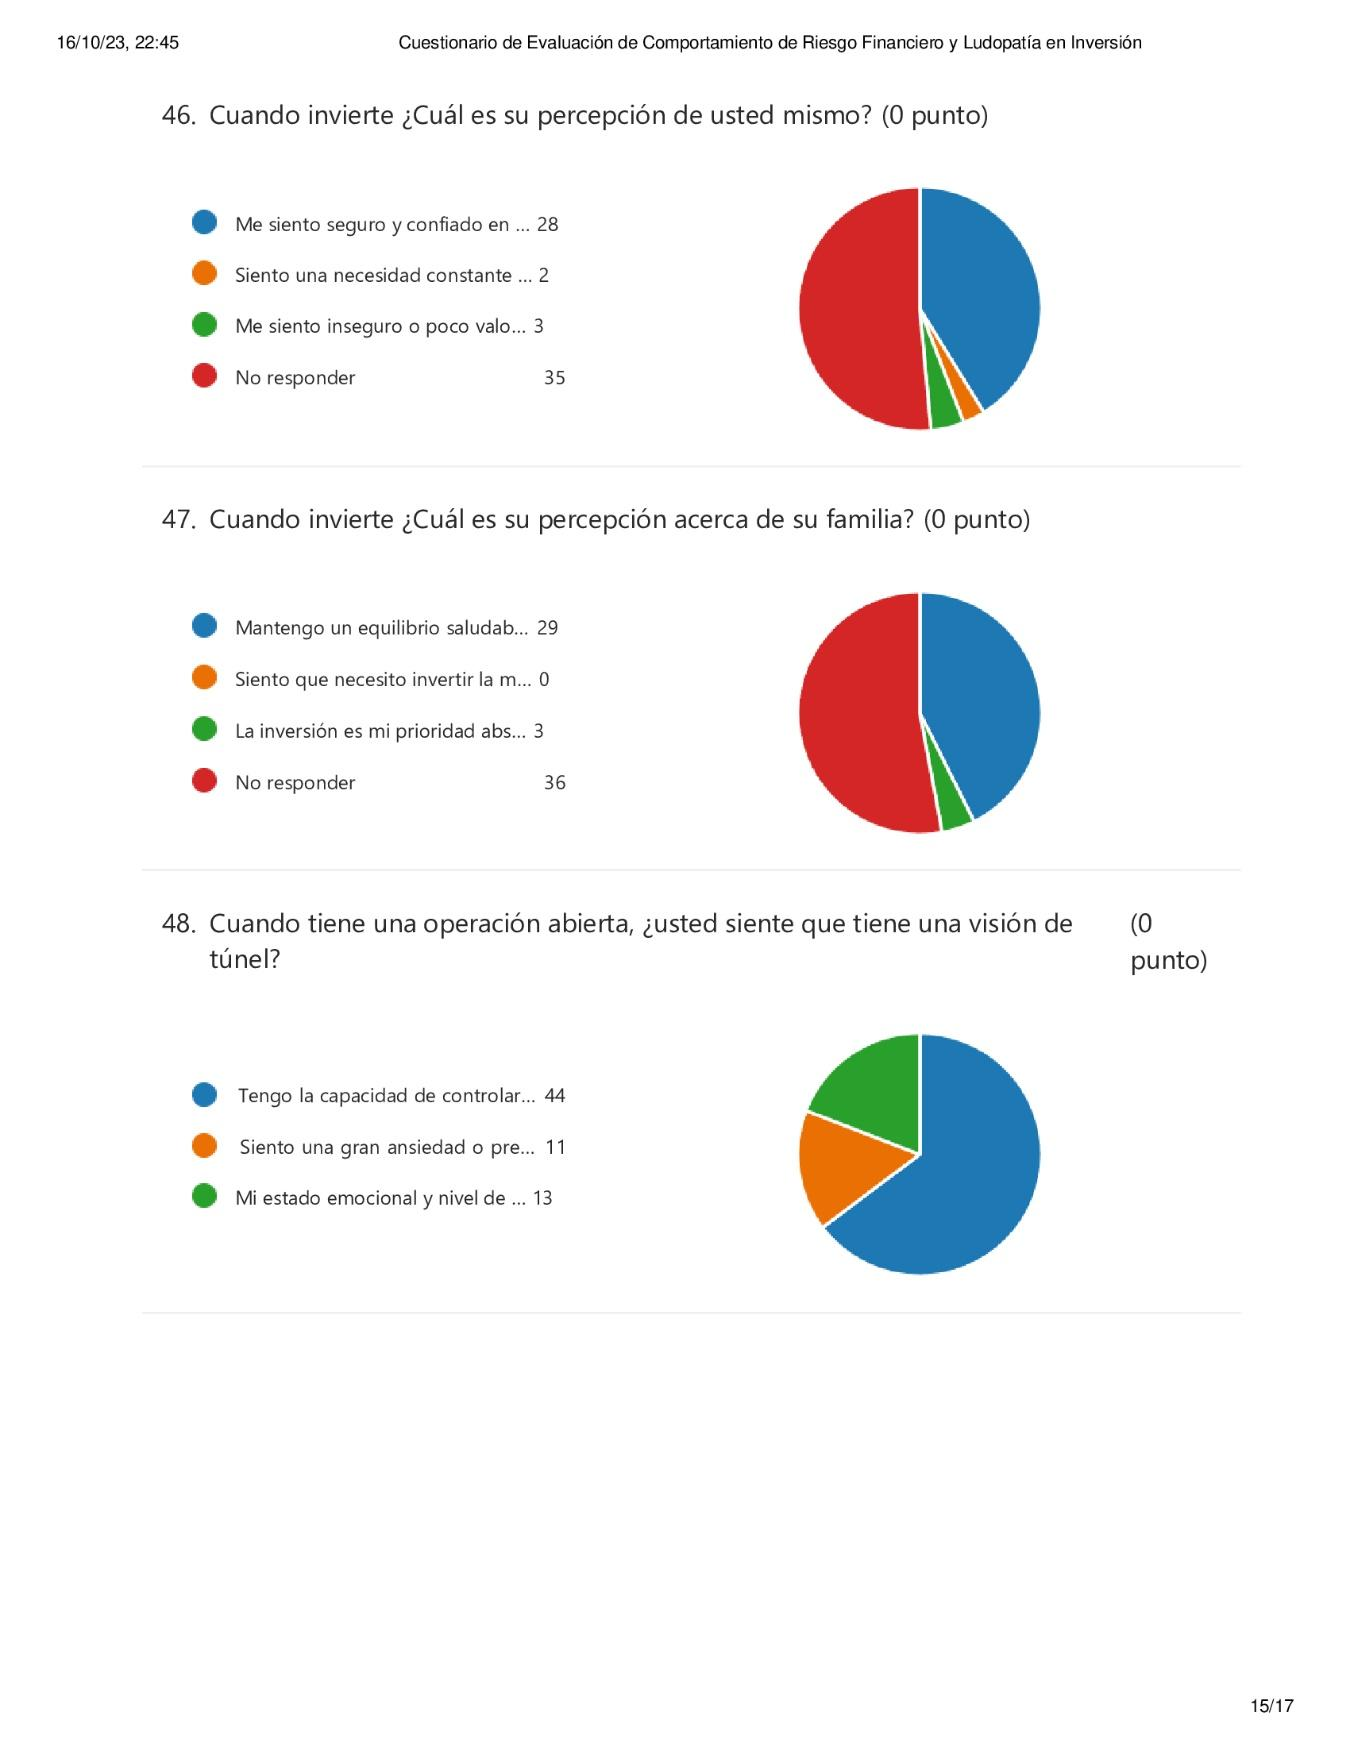 16/10/23, 22:45 Cuestionario de Evaluación de Comportamiento de Riesgo Financiero y Ludopatía en Inversión
46. Cuando invierte ¿Cuál es su percepción de usted mismo? (0 punto)
Me siento seguro y confiado en ... 28
Siento una necesidad constante ... 2
Me siento inseguro o poco valo... 3
No responder 35
47. Cuando invierte ¿Cuál es su percepción acerca de su familia? (0 punto)
Mantengo un equilibrio saludab... 29
Siento que necesito invertir la m... 0
La inversión es mi prioridad abs... 3
No responder 36
48. Cuando tiene una operación abierta, ¿usted siente que tiene una visión de (0
túnel? punto)
Tengo la capacidad de controlar... 44
Siento una gran ansiedad o pre... 11
Mi estado emocional y nivel de ... 13
15/17